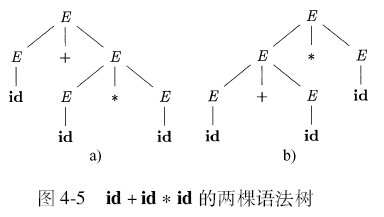 E E
E + E E * E
id E * E E + E id
id id id id
a) b)
图 4-5 id + id * id 的两棵语法树